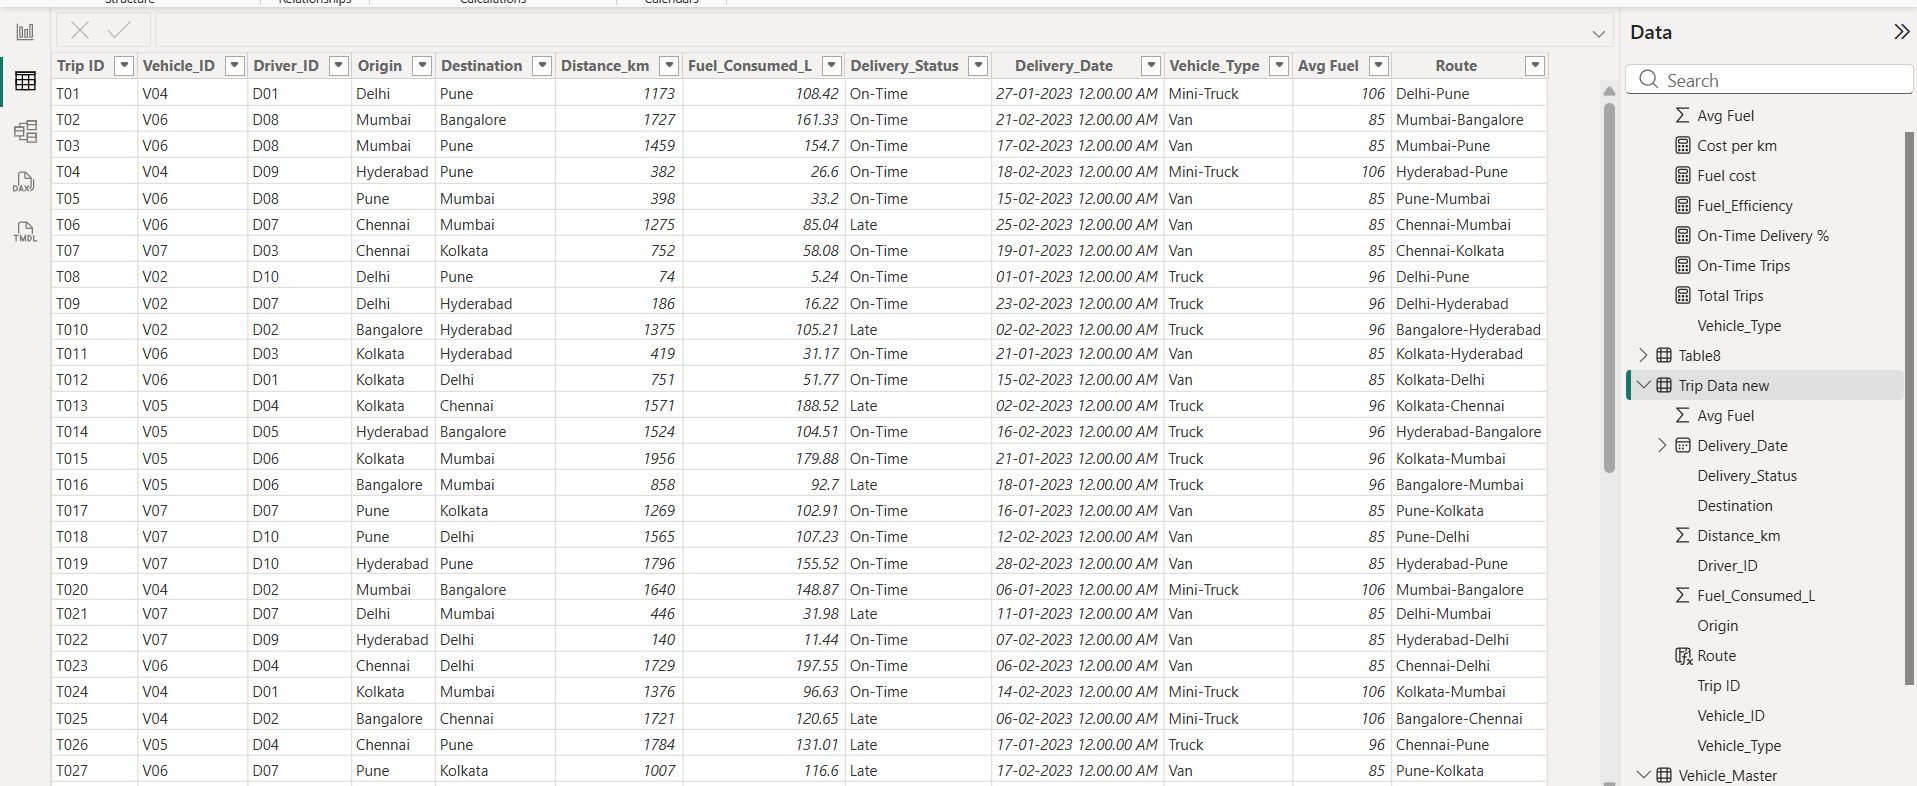 Structure Relationships Calculations Calendars
Data
Trip ID Vehicle_ID Driver_ID Origin Destination Distance_km Fuel_Consumed_L Delivery_Status Delivery_Date Vehicle_Type Avg Fuel Route
T01 V04 D01 Delhi Pune 1173 108.42 On-Time 27-01-2023 12.00.00 AM Mini-Truck 106 Delhi-Pune
T02 V06 D08 Mumbai Bangalore 1727 161.33 On-Time 21-02-2023 12.00.00 AM Van 85 Mumbai-Bangalore
T03 V06 D08 Mumbai Pune 1459 154.7 On-Time 17-02-2023 12.00.00 AM Van 85 Mumbai-Pune
T04 V04 D09 Hyderabad Pune 382 26.6 On-Time 18-02-2023 12.00.00 AM Mini-Truck 106 Hyderabad-Pune
T05 V06 D08 Pune Mumbai 398 33.2 On-Time 15-02-2023 12.00.00 AM Van 85 Pune-Mumbai
T06 V06 D07 Chennai Mumbai 1275 85.04 Late 25-02-2023 12.00.00 AM Van 85 Chennai-Mumbai
T07 V07 D03 Chennai Kolkata 752 58.08 On-Time 19-01-2023 12.00.00 AM Van 85 Chennai-Kolkata
T08 V02 D10 Delhi Pune 74 5.24 On-Time 01-01-2023 12.00.00 AM Truck 96 Delhi-Pune
T09 V02 D07 Delhi Hyderabad 186 16.22 On-Time 23-02-2023 12.00.00 AM Truck 96 Delhi-Hyderabad
T010 V02 D02 Bangalore Hyderabad 1375 105.21 Late 02-02-2023 12.00.00 AM Truck 96 Bangalore-Hyderabad
T011 V06 D03 Kolkata Hyderabad 419 31.17 On-Time 21-01-2023 12.00.00 AM Van 85 Kolkata-Hyderabad
T012 V06 D01 Kolkata Delhi 751 51.77 On-Time 15-02-2023 12.00.00 AM Van 85 Kolkata-Delhi
T013 V05 D04 Kolkata Chennai 1571 188.52 Late 02-02-2023 12.00.00 AM Truck 96 Kolkata-Chennai
T014 V05 D05 Hyderabad Bangalore 1524 104.51 On-Time 16-02-2023 12.00.00 AM Truck 96 Hyderabad-Bangalore
T015 V05 D06 Kolkata Mumbai 1956 179.88 On-Time 21-01-2023 12.00.00 AM Truck 96 Kolkata-Mumbai
T016 V05 D06 Bangalore Mumbai 858 92.7 Late 18-01-2023 12.00.00 AM Truck 96 Bangalore-Mumbai
T017 V07 D07 Pune Kolkata 1269 102.91 On-Time 16-01-2023 12.00.00 AM Van 85 Pune-Kolkata
T018 V07 D10 Pune Delhi 1565 107.23 On-Time 12-02-2023 12.00.00 AM Van 85 Pune-Delhi
T019 V07 D10 Hyderabad Pune 1796 155.52 On-Time 28-02-2023 12.00.00 AM Van 85 Hyderabad-Pune
T020 V04 D02 Mumbai Bangalore 1640 148.87 On-Time 06-01-2023 12.00.00 AM Mini-Truck 106 Mumbai-Bangalore
T021 V07 D07 Delhi Mumbai 446 31.98 Late 11-01-2023 12.00.00 AM Van 85 Delhi-Mumbai
T022 V07 D09 Hyderabad Delhi 140 11.44 On-Time 07-02-2023 12.00.00 AM Van 85 Hyderabad-Delhi
T023 V06 D04 Chennai Delhi 1729 197.55 On-Time 06-02-2023 12.00.00 AM Van 85 Chennai-Delhi
T024 V04 D01 Kolkata Mumbai 1376 96.63 On-Time 14-02-2023 12.00.00 AM Mini-Truck 106 Kolkata-Mumbai
T025 V04 D02 Bangalore Chennai 1721 120.65 Late 06-02-2023 12.00.00 AM Mini-Truck 106 Bangalore-Chennai
T026 V05 D04 Chennai Pune 1784 131.01 Late 17-01-2023 12.00.00 AM Truck 96 Chennai-Pune
T027 V06 D07 Pune Kolkata 1007 116.6 Late 17-02-2023 12.00.00 AM Van 85 Pune-Kolkata
DAX
TMDL
Search
Avg Fuel
Cost per km
Fuel cost
Fuel_Efficiency
On-Time Delivery %
On-Time Trips
Total Trips
Vehicle_Type
Table8
Trip Data new
Avg Fuel
Delivery_Date
Delivery_Status
Destination
Distance_km
Driver_ID
Fuel_Consumed_L
Origin
Route
Trip ID
Vehicle_ID
Vehicle_Type
Vehicle_Master